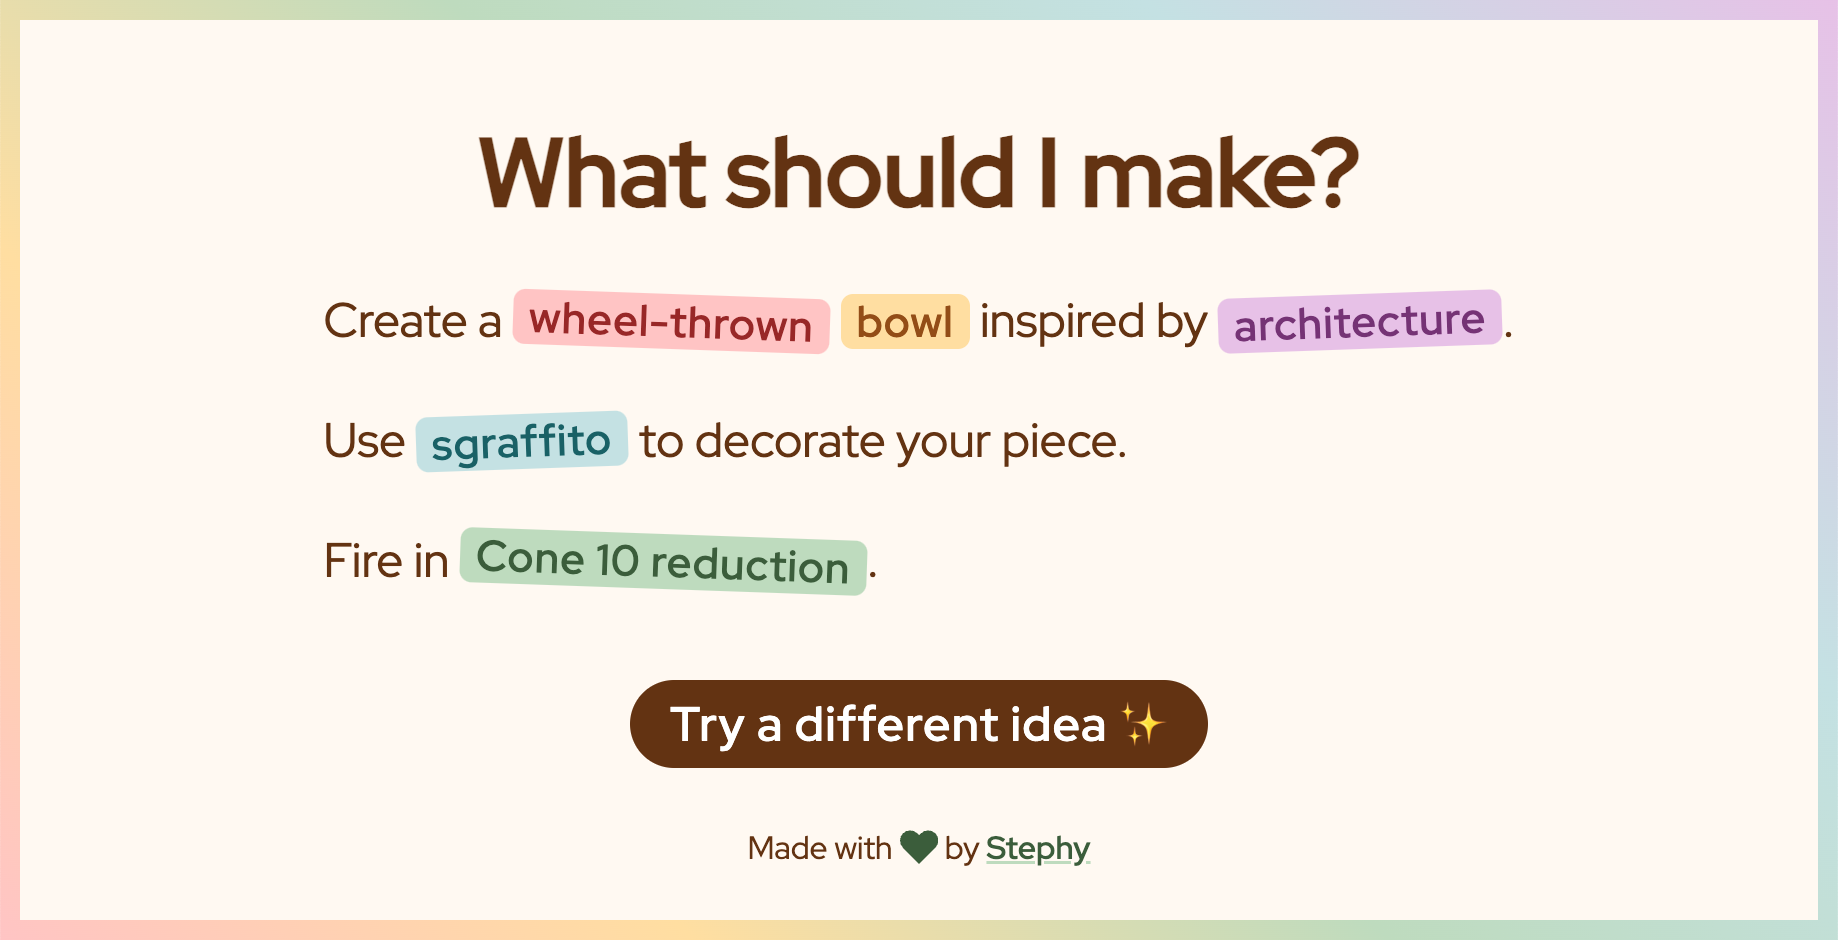 What should I make?
Create a wheel-thrown bowl inspired by architecture.
Use sgraffito to decorate your piece.
Fire in Cone 10 reduction.
Try a different idea ✨
Made with 💚 by Stephy